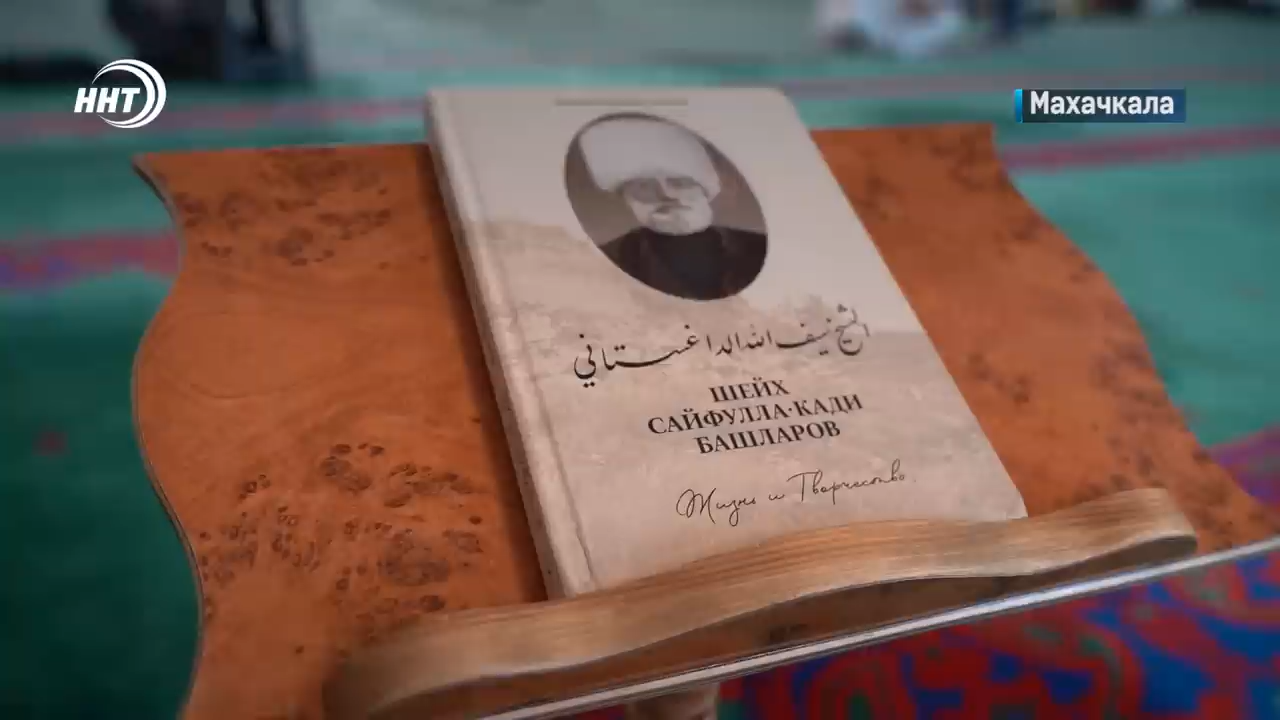 ННТ
Махачкала
الشيخ سيف الله الداغستاني
ШЕЙХ
САЙФУЛЛА-КАДИ
БАШЛАРОВ
Жизнь и Творчество